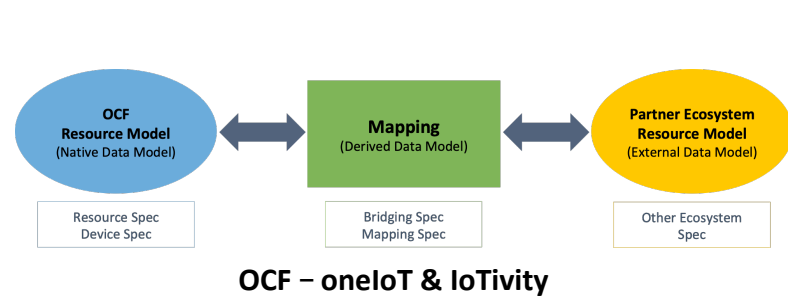 OCF
Resource Model
(Native Data Model)
Mapping
(Derived Data Model)
Partner Ecosystem
Resource Model
(External Data Model)
Resource Spec
Device Spec
Bridging Spec
Mapping Spec
Other Ecosystem
Spec
OCF – oneIoT & IoTivity